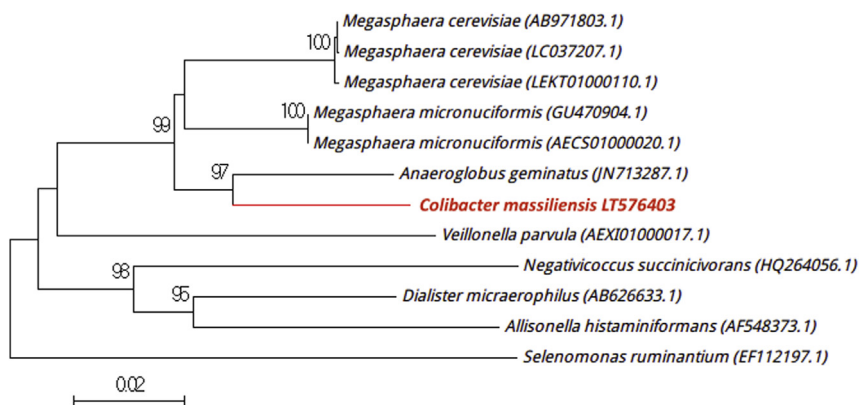 Megasphaera cerevisiae (AB971803.1)
100
Megasphaera cerevisiae (LC037207.1)
Megasphaera cerevisiae (LEKT01000110.1)
100
Megasphaera micronuciformis (GU470904.1)
99
Megasphaera micronuciformis (AECS01000020.1)
97
Anaeroglobus geminatus (JN713287.1)
Colibacter massiliensis LT576403
Veillonella parvula (AEXI01000017.1)
98
Negativicoccus succinicivorans (HQ264056.1)
95
Dialister micraerophilus (AB626633.1)
Allisonella histaminiformans (AF548373.1)
Selenomonas ruminantium (EF112197.1)
0.02